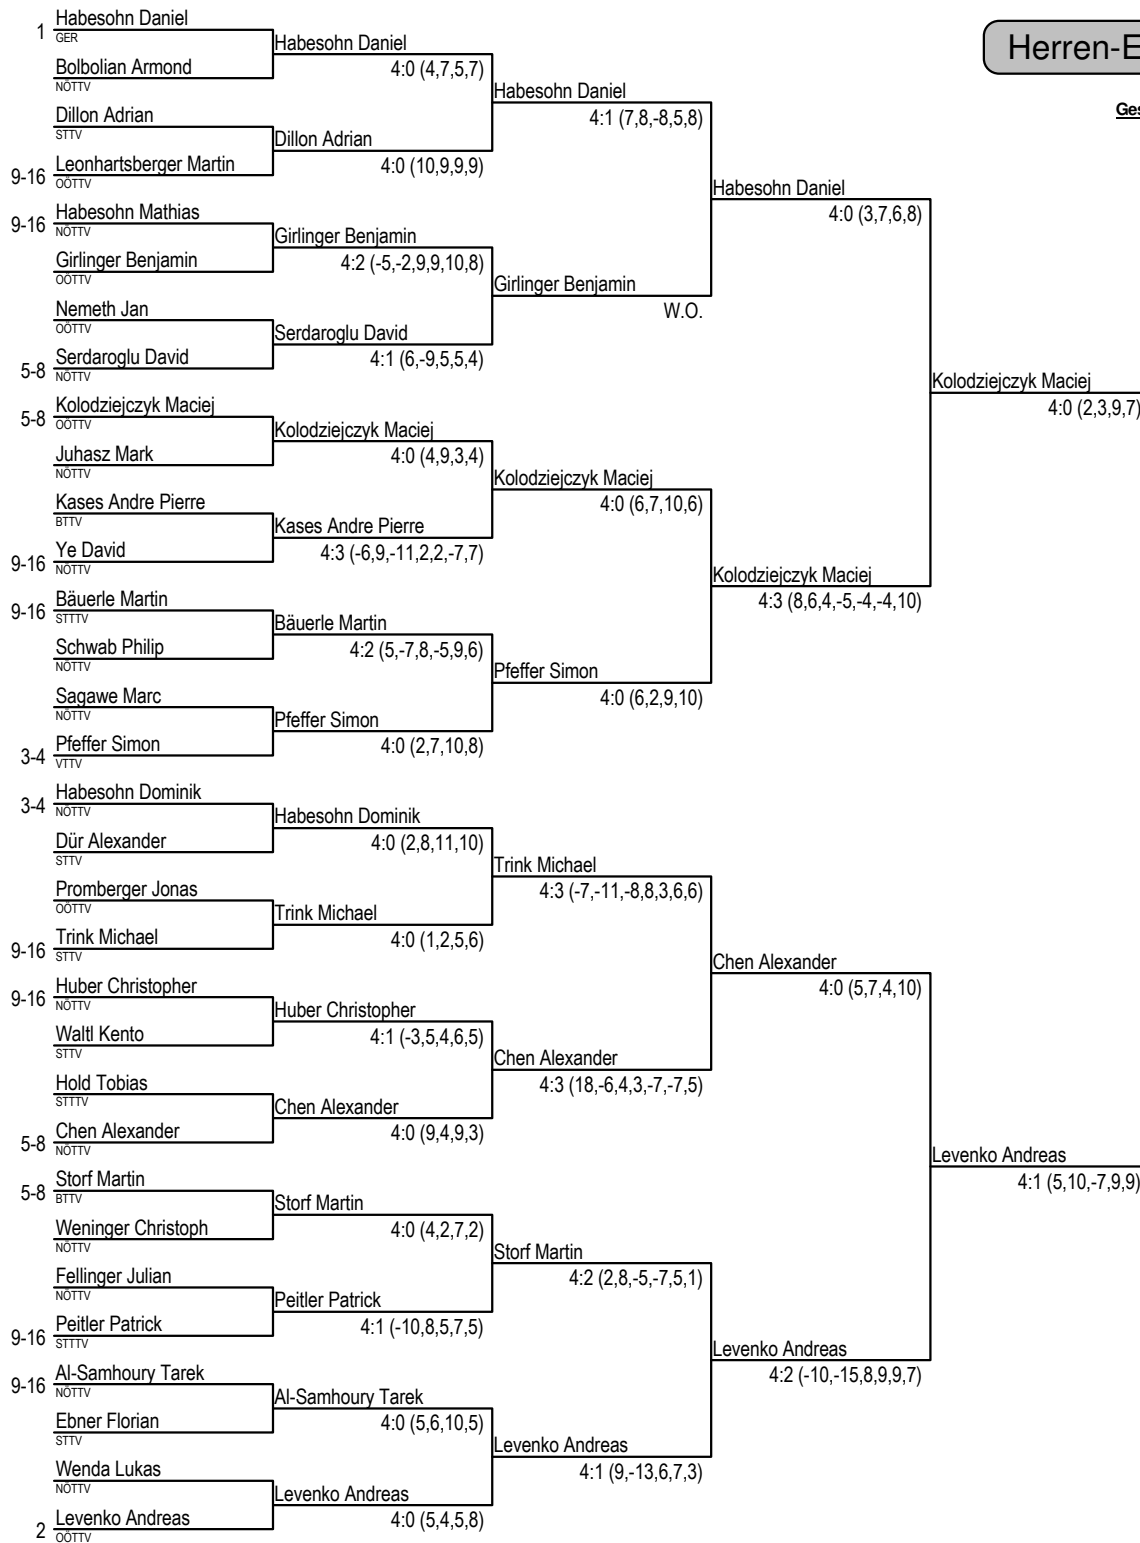 Herren-E
Ges
1 Habesohn Daniel
GER
Bolbolian Armond
NÖTTV
Dillon Adrian
STTV
9-16 Leonhartsberger Martin
OÖTTV
9-16 Habesohn Mathias
NÖTTV
Girlinger Benjamin
OÖTTV
Nemeth Jan
OÖTTV
5-8 Serdaroglu David
NÖTTV
5-8 Kolodziejczyk Maciej
OÖTTV
Juhasz Mark
NÖTTV
Kases Andre Pierre
BTTV
9-16 Ye David
NÖTTV
9-16 Bäuerle Martin
STTTV
Schwab Philip
NÖTTV
Sagawe Marc
NÖTTV
3-4 Pfeffer Simon
VTTV
3-4 Habesohn Dominik
NÖTTV
Dür Alexander
STTV
Promberger Jonas
OÖTTV
9-16 Trink Michael
STTV
9-16 Huber Christopher
NÖTTV
Waltl Kento
STTV
Hold Tobias
STTTV
5-8 Chen Alexander
NÖTTV
5-8 Storf Martin
BTTV
Weninger Christoph
NÖTTV
Fellinger Julian
NÖTTV
9-16 Peitler Patrick
STTTV
9-16 Al-Samhoury Tarek
NÖTTV
Ebner Florian
STTV
Wenda Lukas
NÖTTV
2 Levenko Andreas
OÖTTV
Habesohn Daniel
4:0 (4,7,5,7)
Dillon Adrian
4:0 (10,9,9,9)
Girlinger Benjamin
4:2 (-5,-2,9,9,10,8)
Serdaroglu David
4:1 (6,-9,5,5,4)
Kolodziejczyk Maciej
4:0 (4,9,3,4)
Kases Andre Pierre
4:3 (-6,9,-11,2,2,-7,7)
Bäuerle Martin
4:2 (5,-7,8,-5,9,6)
Pfeffer Simon
4:0 (2,7,10,8)
Habesohn Dominik
4:0 (2,8,11,10)
Trink Michael
4:0 (1,2,5,6)
Huber Christopher
4:1 (-3,5,4,6,5)
Chen Alexander
4:0 (9,4,9,3)
Storf Martin
4:0 (4,2,7,2)
Peitler Patrick
4:1 (-10,8,5,7,5)
Al-Samhoury Tarek
4:0 (5,6,10,5)
Levenko Andreas
4:0 (5,4,5,8)
Habesohn Daniel
4:1 (7,8,-8,5,8)
Girlinger Benjamin
W.O.
Kolodziejczyk Maciej
4:0 (6,7,10,6)
Pfeffer Simon
4:0 (6,2,9,10)
Trink Michael
4:3 (-7,-11,-8,8,3,6,6)
Chen Alexander
4:3 (18,-6,4,3,-7,-7,5)
Storf Martin
4:2 (2,8,-5,-7,5,1)
Levenko Andreas
4:1 (9,-13,6,7,3)
Habesohn Daniel
4:0 (3,7,6,8)
Kolodziejczyk Maciej
4:3 (8,6,4,-5,-4,-4,10)
Chen Alexander
4:0 (5,7,4,10)
Levenko Andreas
4:2 (-10,-15,8,9,9,7)
Kolodziejczyk Maciej
4:0 (2,3,9,7)
Levenko Andreas
4:1 (5,10,-7,9,9)